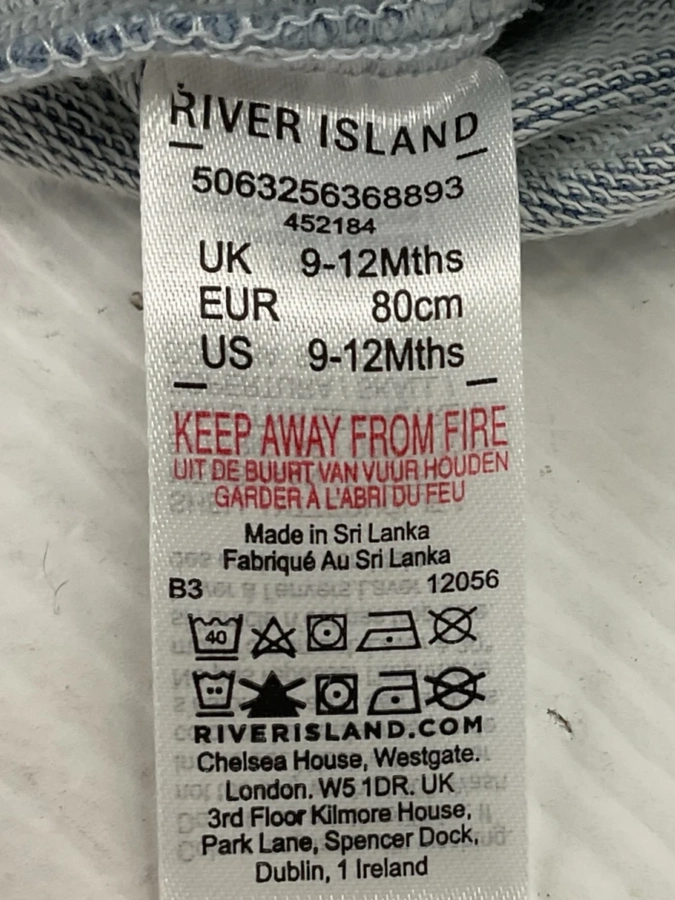 RIVER ISLAND
5063256368893
452184
UK 9-12Mths
EUR 80cm
US 9-12Mths
KEEP AWAY FROM FIRE
UIT DE BUURT VAN VUUR HOUDEN
GARDER À L'ABRI DU FEU
Made in Sri Lanka
Fabriqué Au Sri Lanka
B3 12056
40
RIVERISLAND.COM
Chelsea House, Westgate.
London. W5 1DR. UK
3rd Floor Kilmore House,
Park Lane, Spencer Dock,
Dublin, 1 Ireland